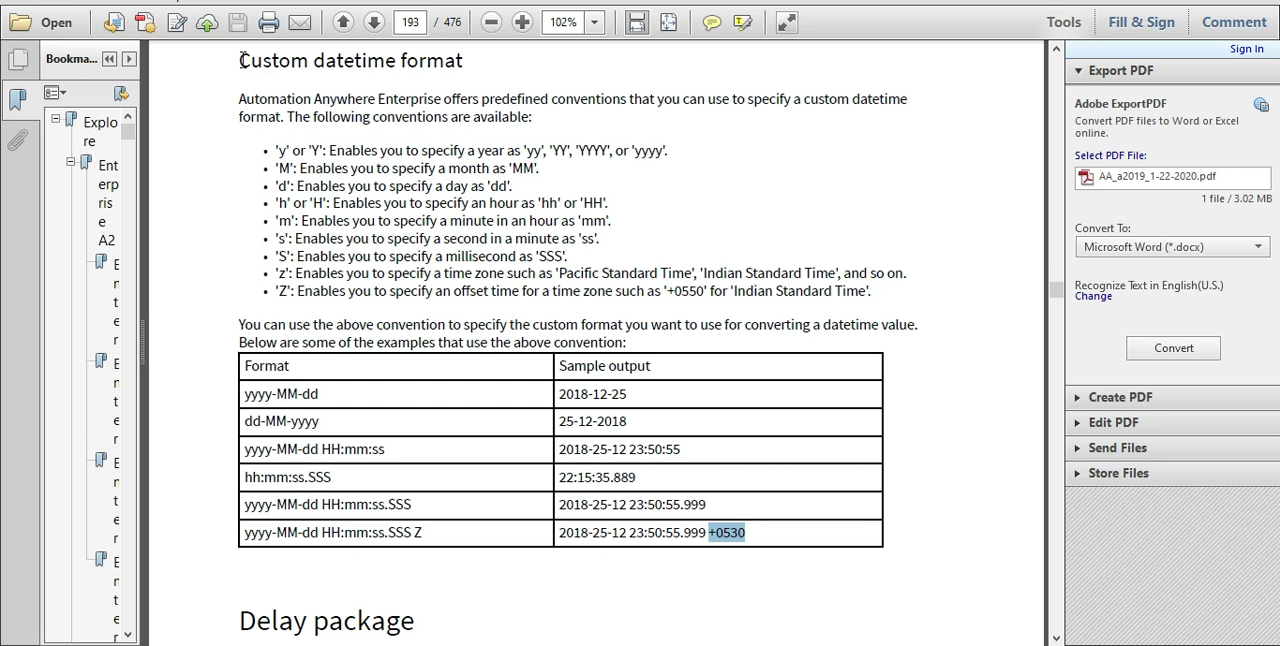 Open
193
/ 476
102%
Tools
Fill & Sign
Comment
Bookma...
Sign In
Export PDF
Adobe ExportPDF
Convert PDF files to Word or Excel
online.
Select PDF File:
AA_a2019_1-22-2020.pdf
1 file / 3.02 MB
Convert To:
Microsoft Word (*.docx)
Recognize Text in English(U.S.)
Change
Convert
Create PDF
Edit PDF
Send Files
Store Files
Explo
re
Ent
erp
ris
e
A2
E
n
t
e
r
E
n
t
e
r
E
n
t
e
r
E
n
t
e
r
Custom datetime format
Automation Anywhere Enterprise offers predefined conventions that you can use to specify a custom datetime
format. The following conventions are available:
• 'y' or 'Y': Enables you to specify a year as 'yy', 'YY', 'YYYY', or 'yyyy'.
• 'M': Enables you to specify a month as 'MM'.
• 'd': Enables you to specify a day as 'dd'.
• 'h' or 'H': Enables you to specify an hour as 'hh' or 'HH'.
• 'm': Enables you to specify a minute in an hour as 'mm'.
• 's': Enables you to specify a second in a minute as 'ss'.
• 'S': Enables you to specify a millisecond as 'SSS'.
• 'z': Enables you to specify a time zone such as 'Pacific Standard Time', 'Indian Standard Time', and so on.
• 'Z': Enables you to specify an offset time for a time zone such as '+0550' for 'Indian Standard Time'.
You can use the above convention to specify the custom format you want to use for converting a datetime value.
Below are some of the examples that use the above convention:
Format Sample output
yyyy-MM-dd 2018-12-25
dd-MM-yyyy 25-12-2018
yyyy-MM-dd HH:mm:ss 2018-25-12 23:50:55
hh:mm:ss.SSS 22:15:35.889
yyyy-MM-dd HH:mm:ss.SSS 2018-25-12 23:50:55.999
yyyy-MM-dd HH:mm:ss.SSS Z 2018-25-12 23:50:55.999 +0530
Delay package